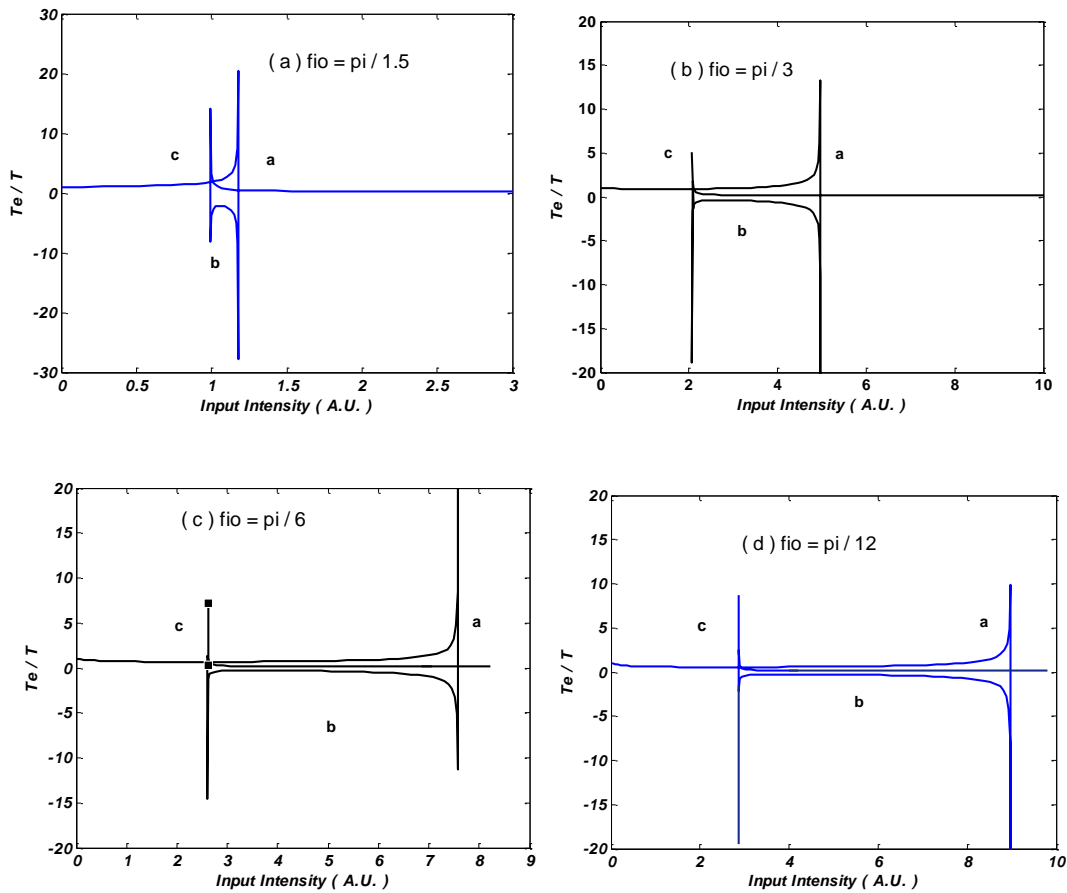 30
20
10
0
-10
-20
-30
Te / T
( a ) fio = pi / 1.5
c
a
b
0 0.5 1 1.5 2 2.5 3
Input Intensity ( A.U. )
20
15
10
5
0
-5
-10
-15
-20
Te / T
( b ) fio = pi / 3
c
a
b
0 2 4 6 8 10
Input Intensity ( A.U. )
20
15
10
5
0
-5
-10
-15
-20
Te / T
( c ) fio = pi / 6
c
a
b
0 1 2 3 4 5 6 7 8 9
Input Intensity ( A.U. )
20
15
10
5
0
-5
-10
-15
-20
Te / T
( d ) fio = pi / 12
c
a
b
0 2 4 6 8 10
Input Intensity ( A.U. )